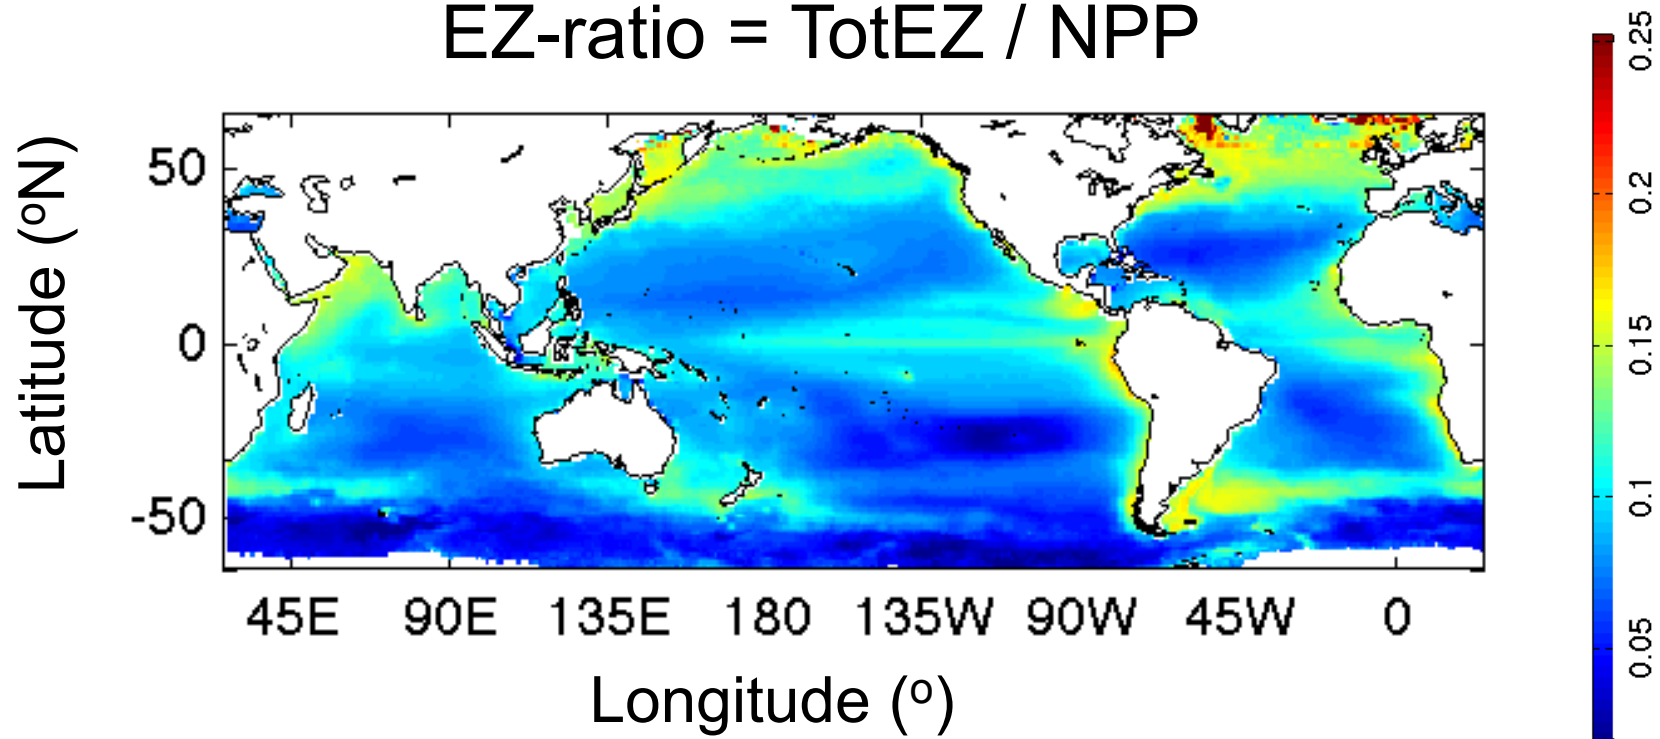 EZ-ratio = TotEZ / NPP
Latitude (ºN)
50
0
-50
45E 90E 135E 180 135W 90W 45W 0
Longitude (º)
0.25
0.2
0.15
0.1
0.05